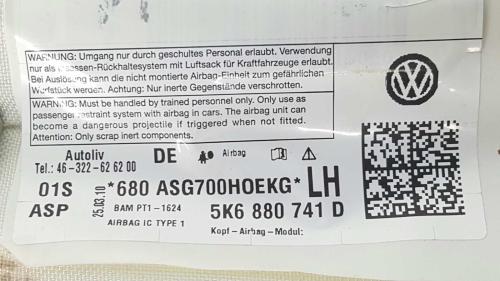 WARNUNG: Umgang nur durch geschultes Personal erlaubt. Verwendung
nur als Insassen-Rückhaltesystem mit Luftsack für Kraftfahrzeuge erlaubt.
Bei Auslösung kann die nicht montierte Airbag-Einheit zum gefährlichen
Wurfstück werden. Achtung: Nur inerte Gegenstände verschrotten.
WARNING: Must be handled by trained personnel only. Only use as
passenger restraint system with airbag in cars. The airbag unit can
become a dangerous projectile if triggered when not mounted.
Attention: Only scrap inert components.
Autoliv
Tel.: 46-322-62 62 00
DE
Airbag
01S
ASP
25.03.10
*680 ASG700HOEKG* LH
BAM PT1-1624
5K6 880 741 D
AIRBAG IC TYPE 1
Kopf-Airbag-Modul: